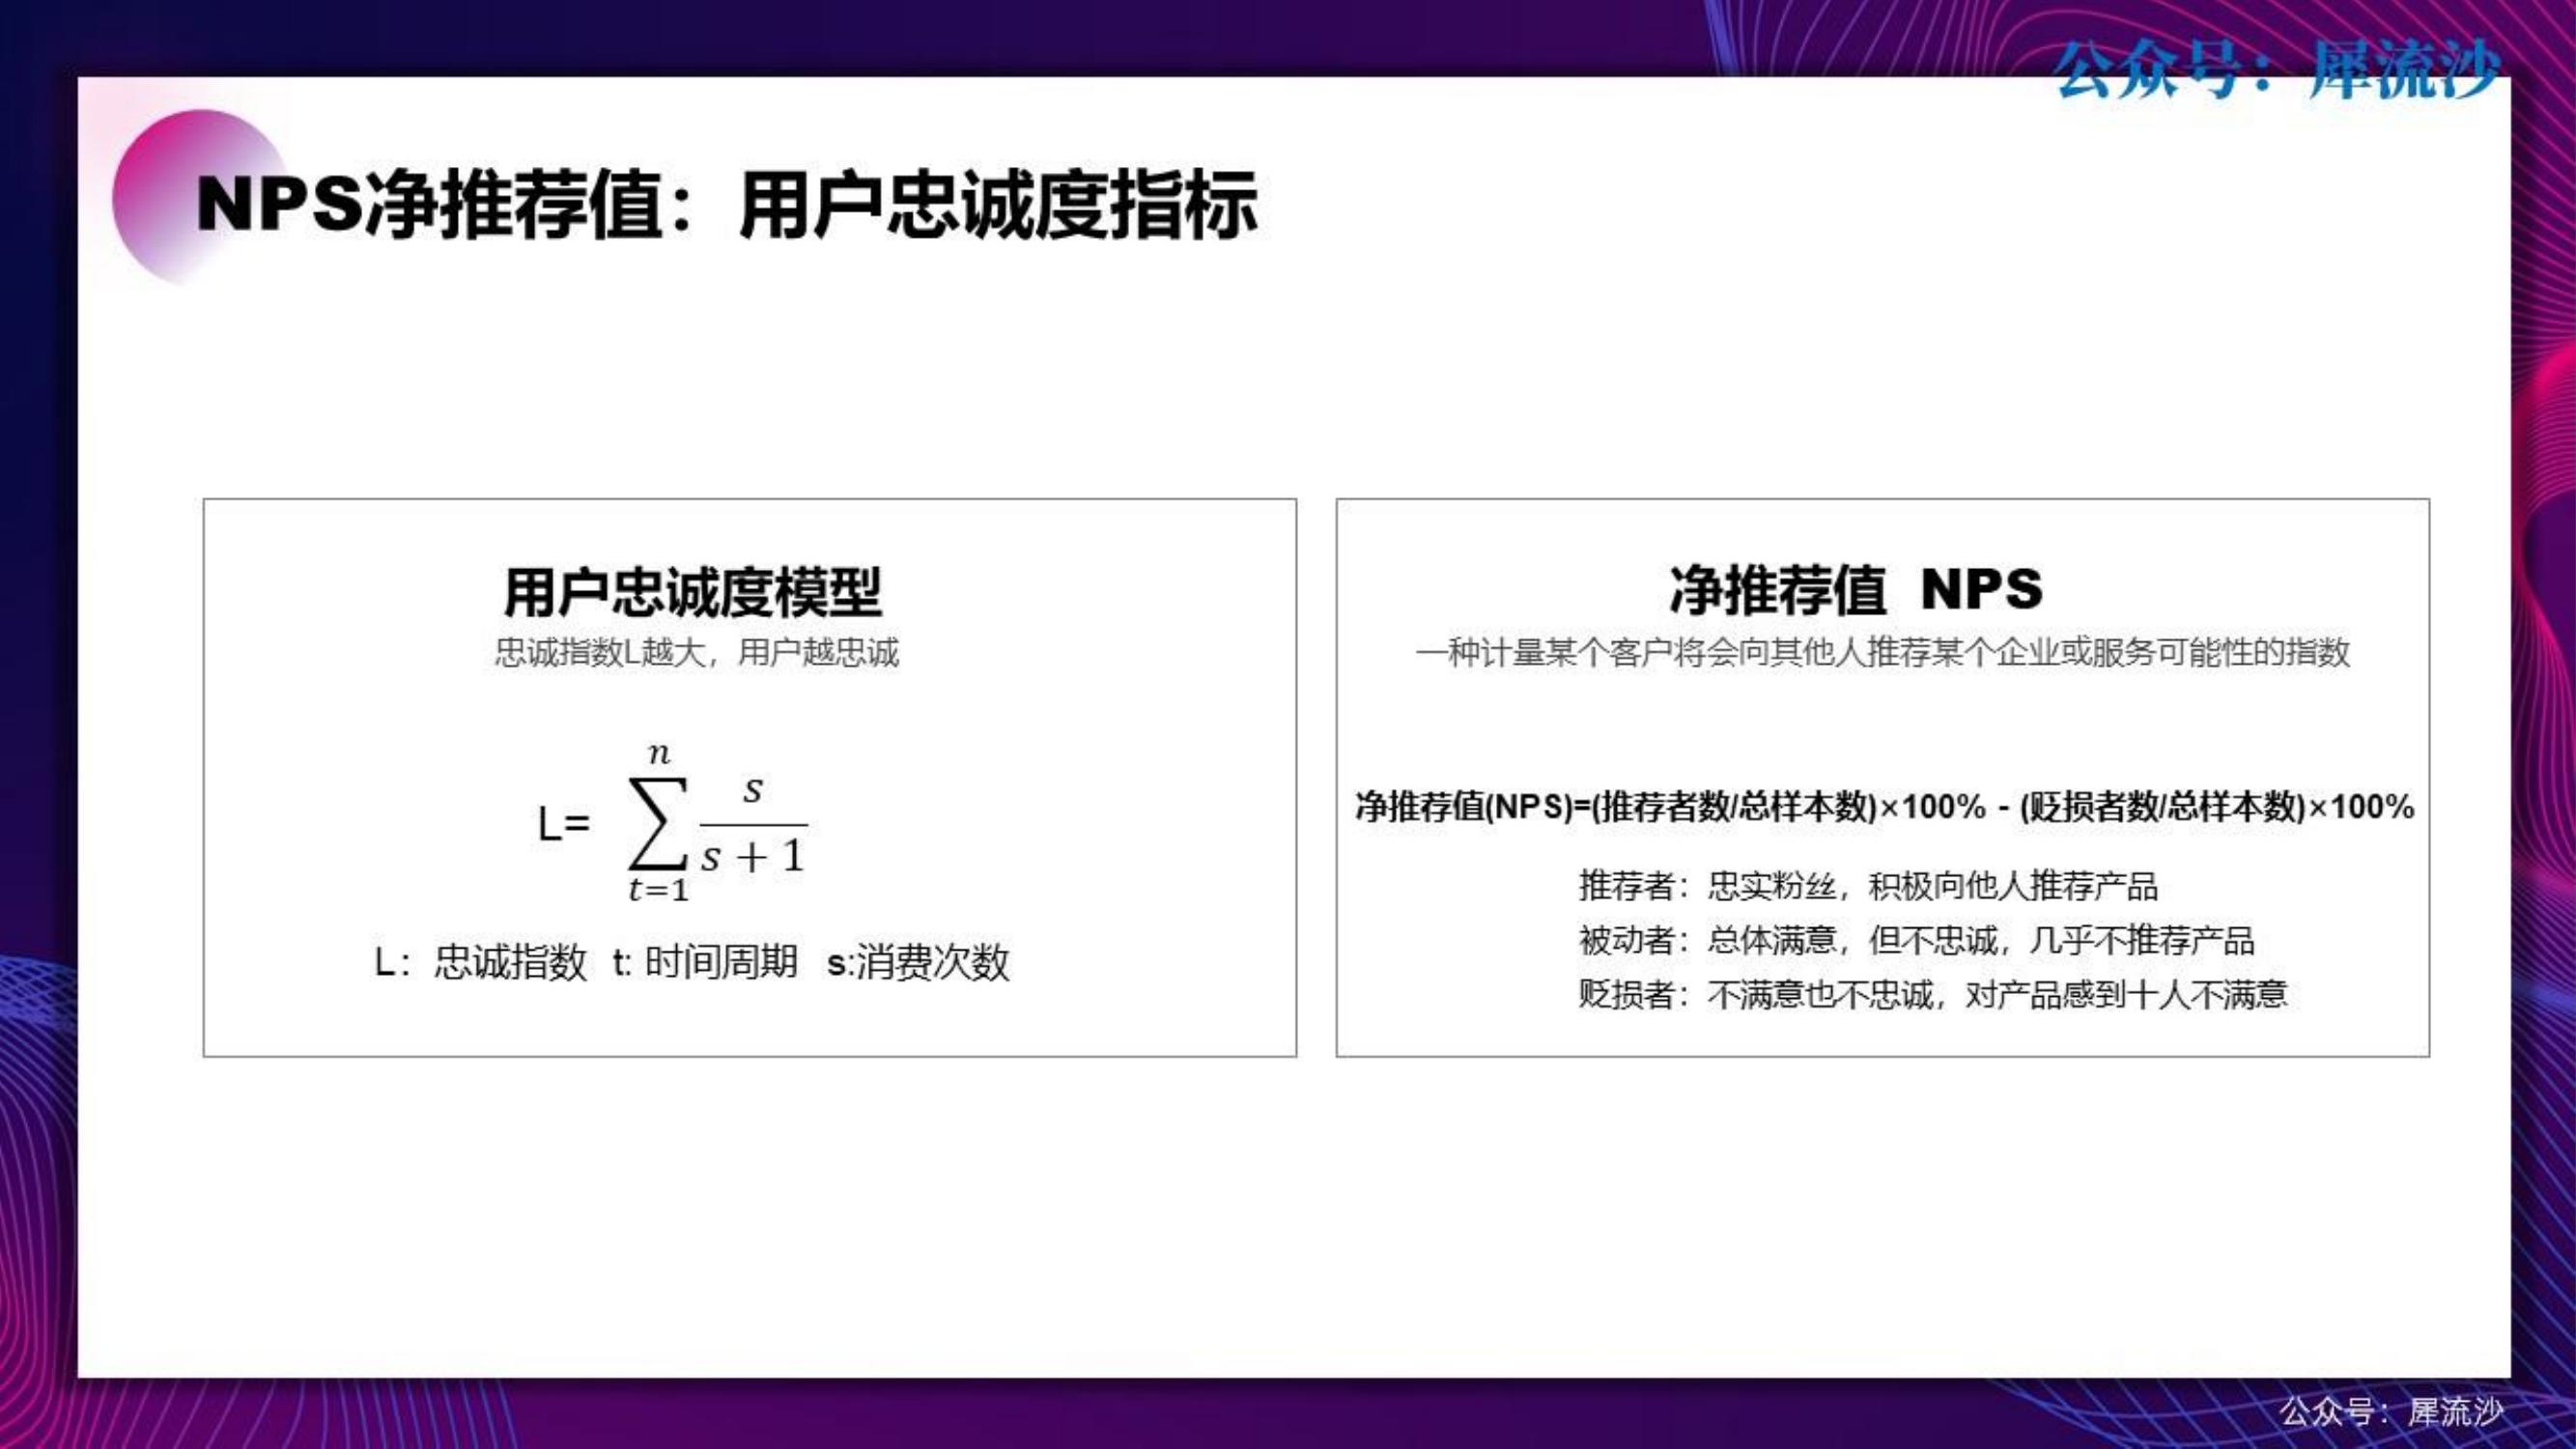 公众号：犀流沙
NPS净推荐值：用户忠诚度指标
用户忠诚度模型
忠诚指数L越大，用户越忠诚
L= \sum_{t=1}^{n} \frac{s}{s+1}
L：忠诚指数 t: 时间周期 s:消费次数
净推荐值 NPS
一种计量某个客户将会向其他人推荐某个企业或服务可能性的指数
净推荐值(NPS)=(推荐者数/总样本数)×100% - (贬损者数/总样本数)×100%
推荐者：忠实粉丝，积极向他人推荐产品
被动者：总体满意，但不忠诚，几乎不推荐产品
贬损者：不满意也不忠诚，对产品感到十人不满意
公众号：犀流沙